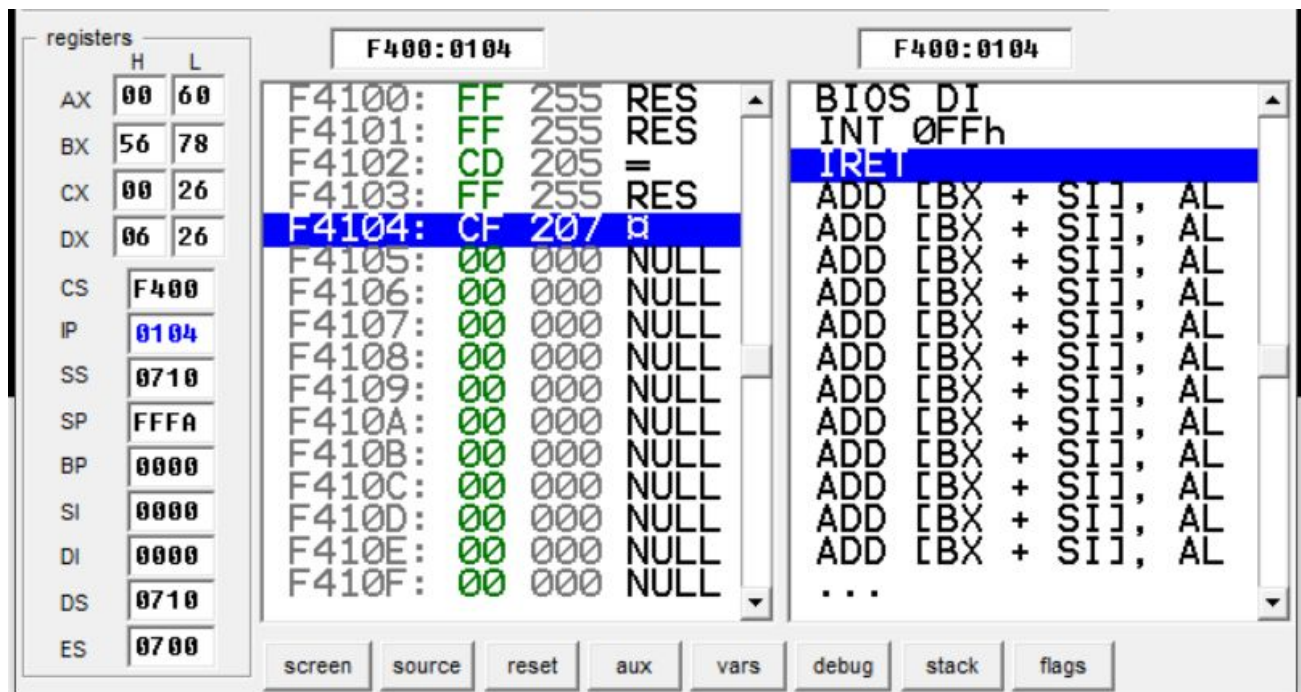 registers
H L
AX 00 60
BX 56 78
CX 00 26
DX 06 26
CS F400
IP 0104
SS 0710
SP FFFA
BP 0000
SI 0000
DI 0000
DS 0710
ES 0700
F400:0104
F4100: FF 255 RES
F4101: FF 255 RES
F4102: CD 205 =
F4103: FF 255 RES
F4104: CF 207 ¤
F4105: 00 000 NULL
F4106: 00 000 NULL
F4107: 00 000 NULL
F4108: 00 000 NULL
F4109: 00 000 NULL
F410A: 00 000 NULL
F410B: 00 000 NULL
F410C: 00 000 NULL
F410D: 00 000 NULL
F410E: 00 000 NULL
F410F: 00 000 NULL
F400:0104
BIOS DI
INT 0FFh
IRET
ADD [BX + SI], AL
ADD [BX + SI], AL
ADD [BX + SI], AL
ADD [BX + SI], AL
ADD [BX + SI], AL
ADD [BX + SI], AL
ADD [BX + SI], AL
ADD [BX + SI], AL
ADD [BX + SI], AL
ADD [BX + SI], AL
ADD [BX + SI], AL
ADD [BX + SI], AL
...
screen source reset aux vars debug stack flags